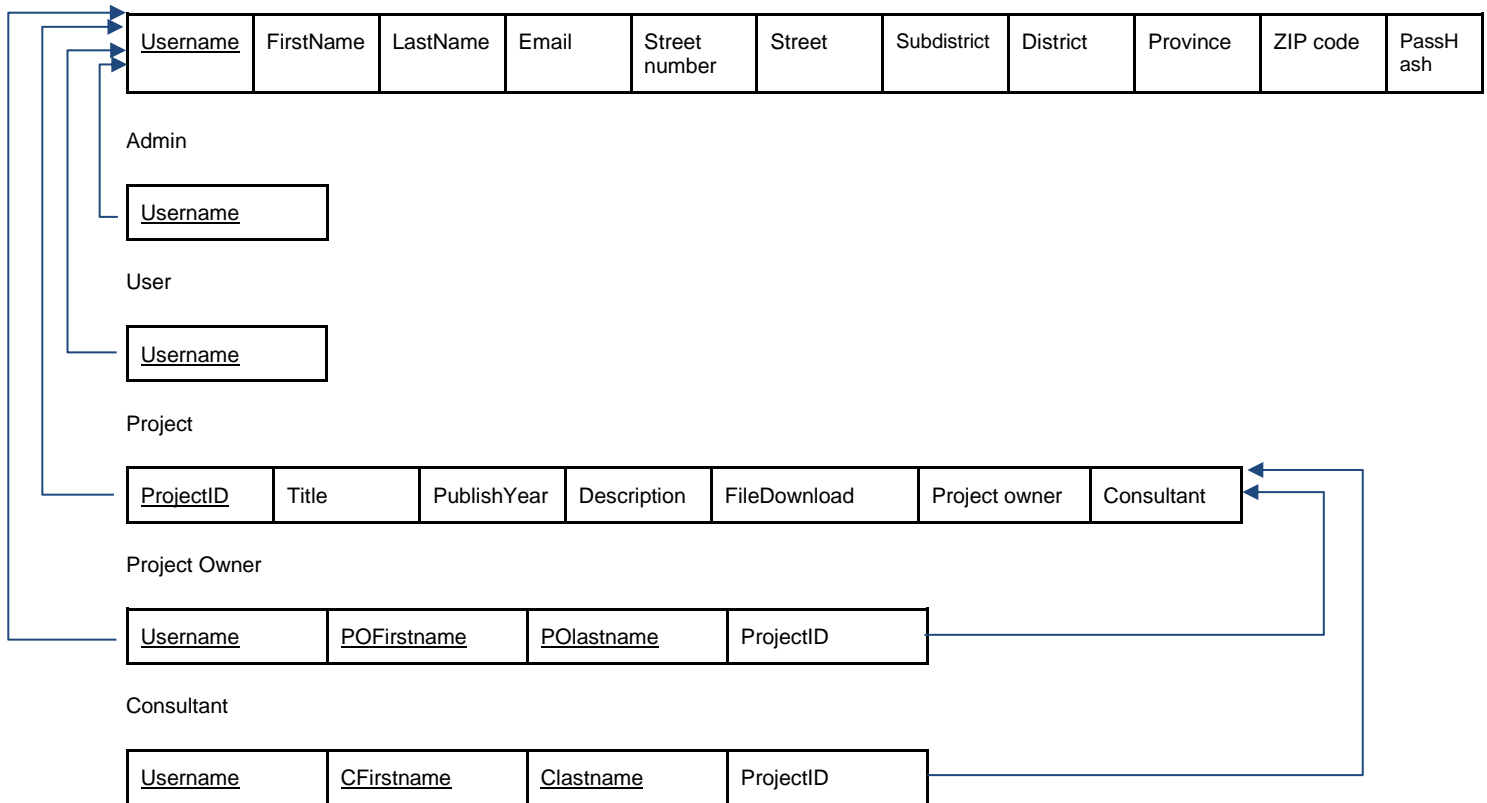 Username FirstName LastName Email Street number Street Subdistrict District Province ZIP code PassH ash
Admin
Username
User
Username
Project
ProjectID Title PublishYear Description FileDownload Project owner Consultant
Project Owner
Username POFirstname POlastname ProjectID
Consultant
Username CFirstname Clastname ProjectID